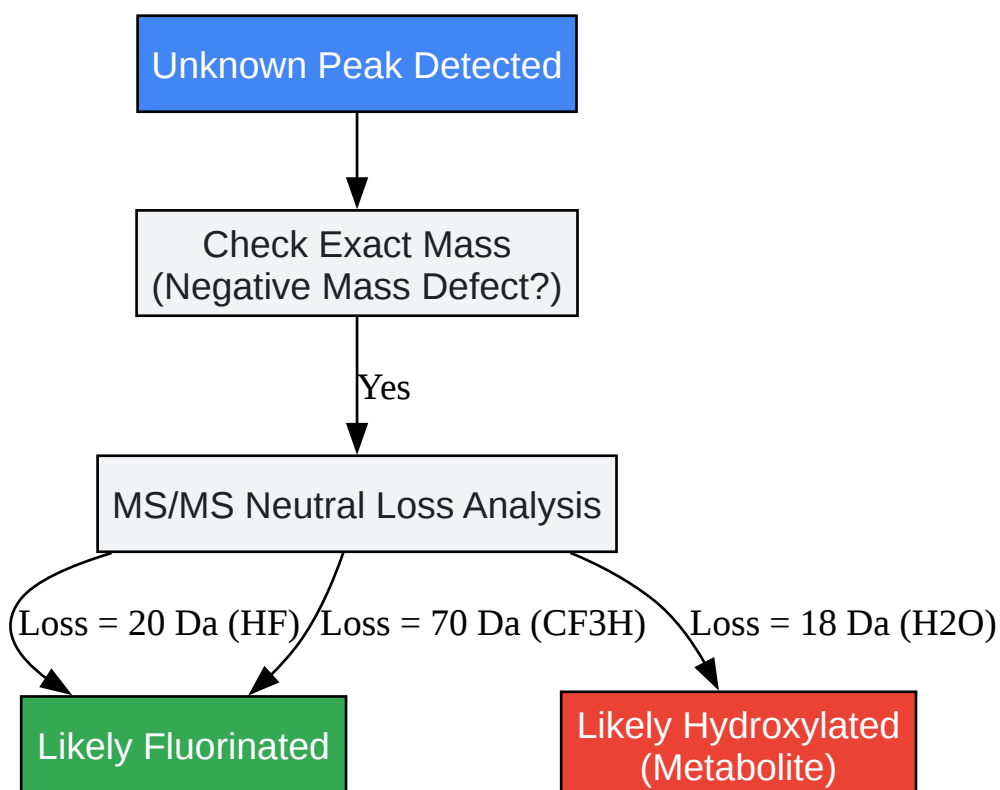 Unknown Peak Detected
Check Exact Mass
(Negative Mass Defect?)
Yes
MS/MS Neutral Loss Analysis
Loss = 20 Da (HF)
Loss = 70 Da (CF3H)
Loss = 18 Da (H2O)
Likely Fluorinated
Likely Hydroxylated
(Metabolite)